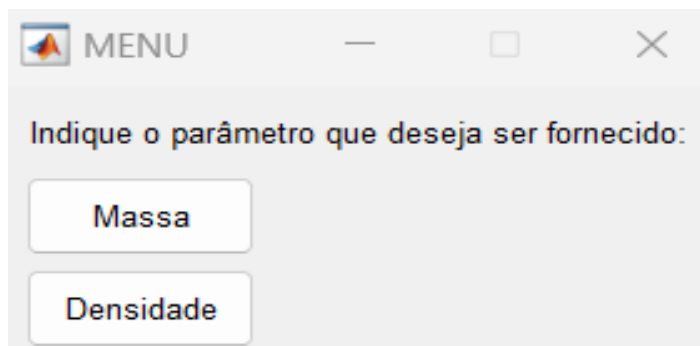 MENU
Indique o parâmetro que deseja ser fornecido:
Massa
Densidade